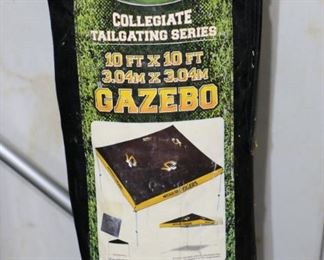 COLLEGIATE
TAILGATING SERIES
10 FT X 10 FT
3.04M X 3.04M
GAZEBO